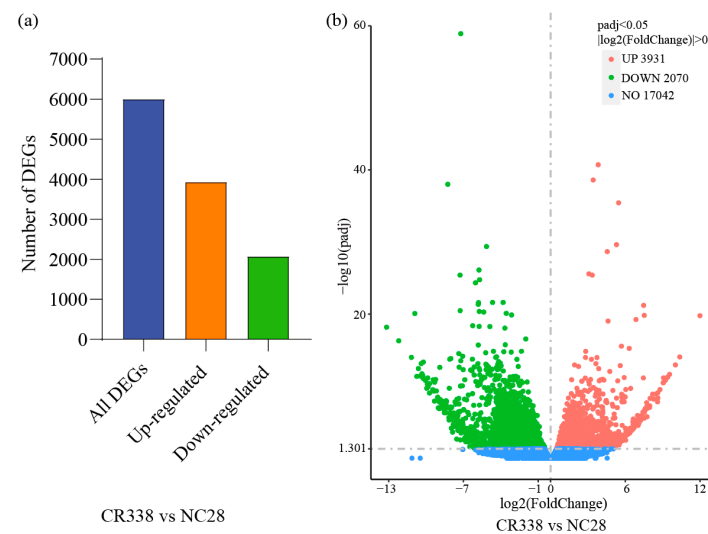 (a)
7000
6000
5000
4000
3000
2000
1000
0
Number of DEGs
All DEGs
Up-regulated
Down-regulated
CR338 vs NC28
(b)
60
40
20
1.301
−log10(padj)
padj<0.05
|log2(FoldChange)|>0
UP 3931
DOWN 2070
NO 17042
−13
−7
−1
0
6
12
log2(FoldChange)
CR338 vs NC28